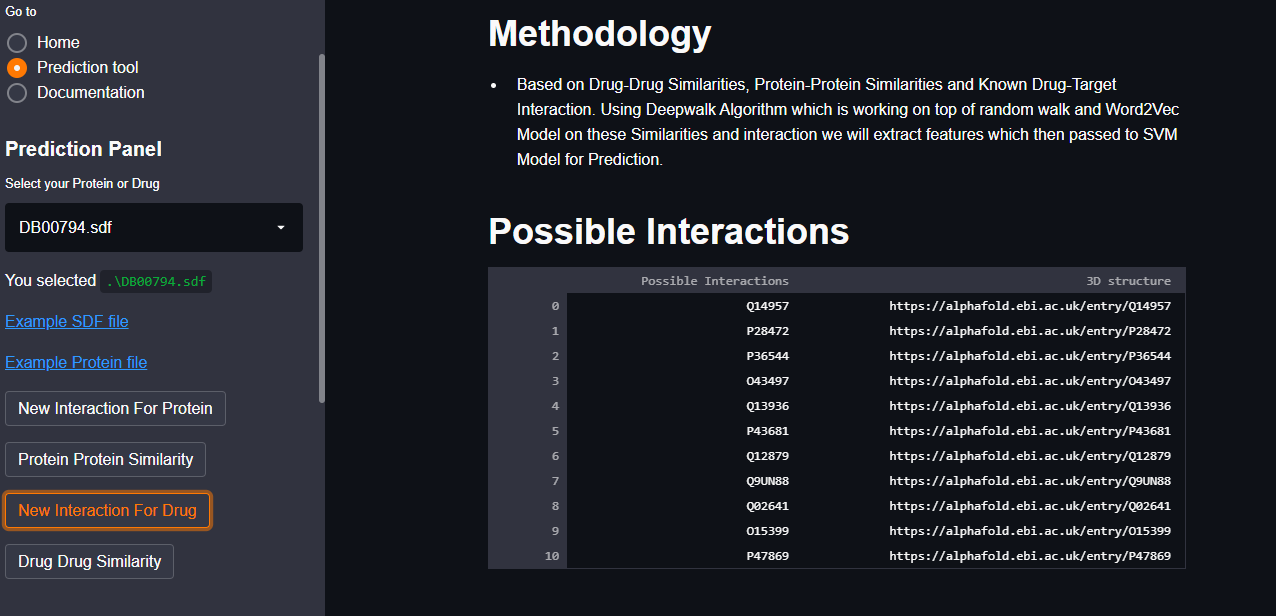 Go to
Home
Prediction tool
Documentation
Prediction Panel
Select your Protein or Drug
DB00794.sdf
You selected .\DB00794.sdf
Example SDF file
Example Protein file
New Interaction For Protein
Protein Protein Similarity
New Interaction For Drug
Drug Drug Similarity
Methodology
• Based on Drug-Drug Similarities, Protein-Protein Similarities and Known Drug-Target
Interaction. Using Deepwalk Algorithm which is working on top of random walk and Word2Vec
Model on these Similarities and interaction we will extract features which then passed to SVM
Model for Prediction.
Possible Interactions
Possible Interactions 3D structure
0 Q14957 https://alphafold.ebi.ac.uk/entry/Q14957
1 P28472 https://alphafold.ebi.ac.uk/entry/P28472
2 P36544 https://alphafold.ebi.ac.uk/entry/P36544
3 O43497 https://alphafold.ebi.ac.uk/entry/O43497
4 Q13936 https://alphafold.ebi.ac.uk/entry/Q13936
5 P43681 https://alphafold.ebi.ac.uk/entry/P43681
6 Q12879 https://alphafold.ebi.ac.uk/entry/Q12879
7 Q9UN88 https://alphafold.ebi.ac.uk/entry/Q9UN88
8 Q02641 https://alphafold.ebi.ac.uk/entry/Q02641
9 O15399 https://alphafold.ebi.ac.uk/entry/O15399
10 P47869 https://alphafold.ebi.ac.uk/entry/P47869